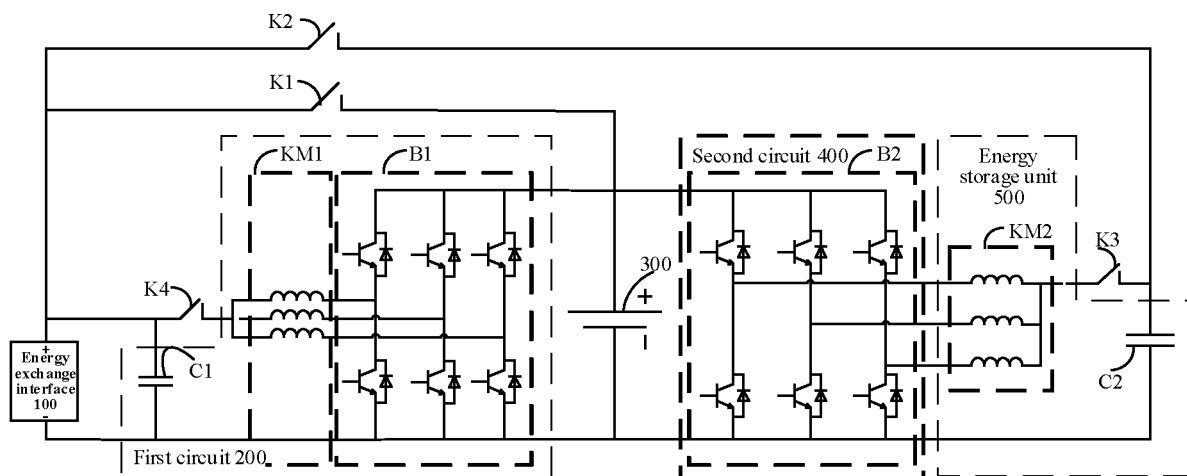 K2
K1
KM1
B1
Second circuit 400
B2
Energy
storage unit
500
KM2
K3
K4
300
+
+
Energy
exchange
interface
100
-
C1
C2
First circuit 200